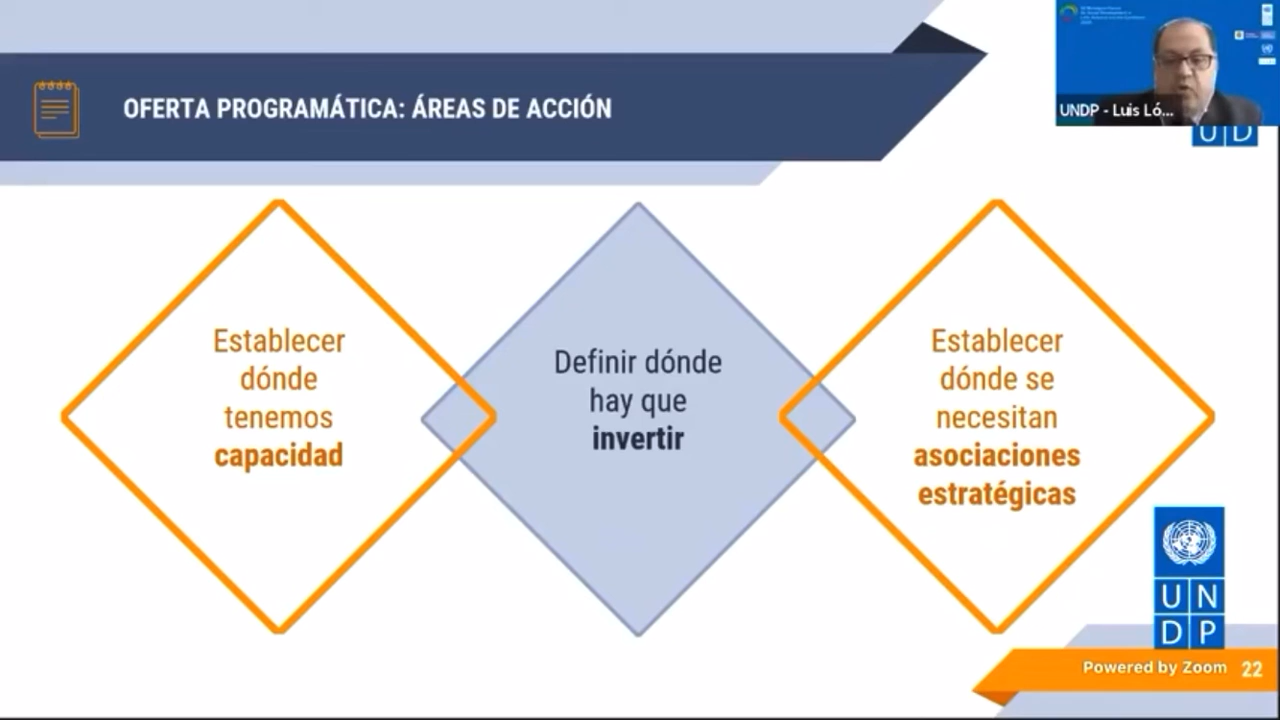 OFERTA PROGRAMÁTICA: ÁREAS DE ACCIÓN
UNDP - Luis Ló...
U D
Establecer
dónde
tenemos
capacidad
Definir dónde
hay que
invertir
Establecer
dónde se
necesitan
asociaciones
estratégicas
U N
D P
Powered by Zoom 22